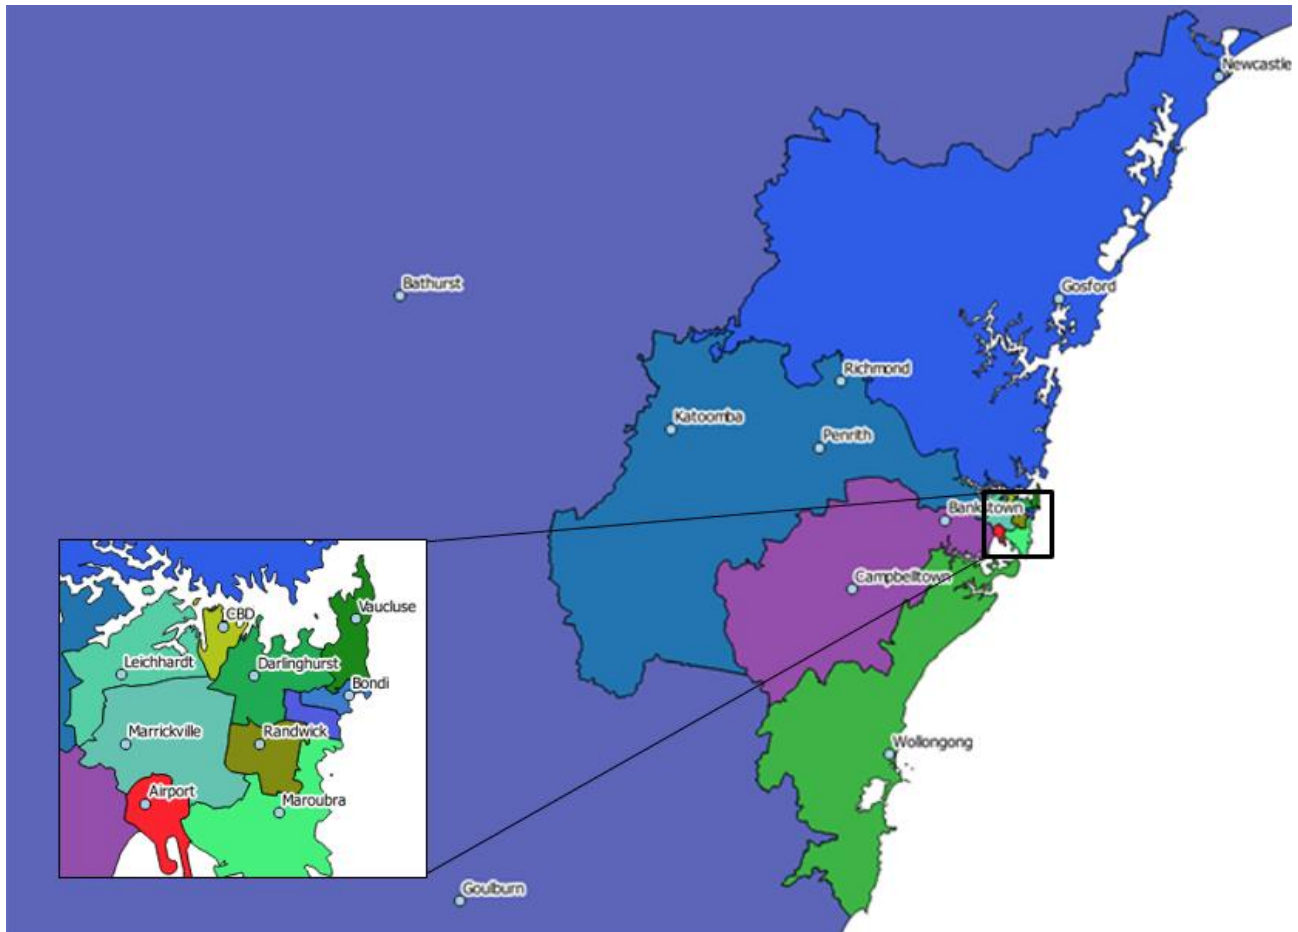 Newcastle
Bathurst
Gosford
Richmond
Katoomba
Penrith
Bankstown
Campbelltown
Wollongong
Goulburn
CBD
Vaucluse
Leichhardt
Darlinghurst
Bondi
Marrickville
Randwick
Airport
Maroubra